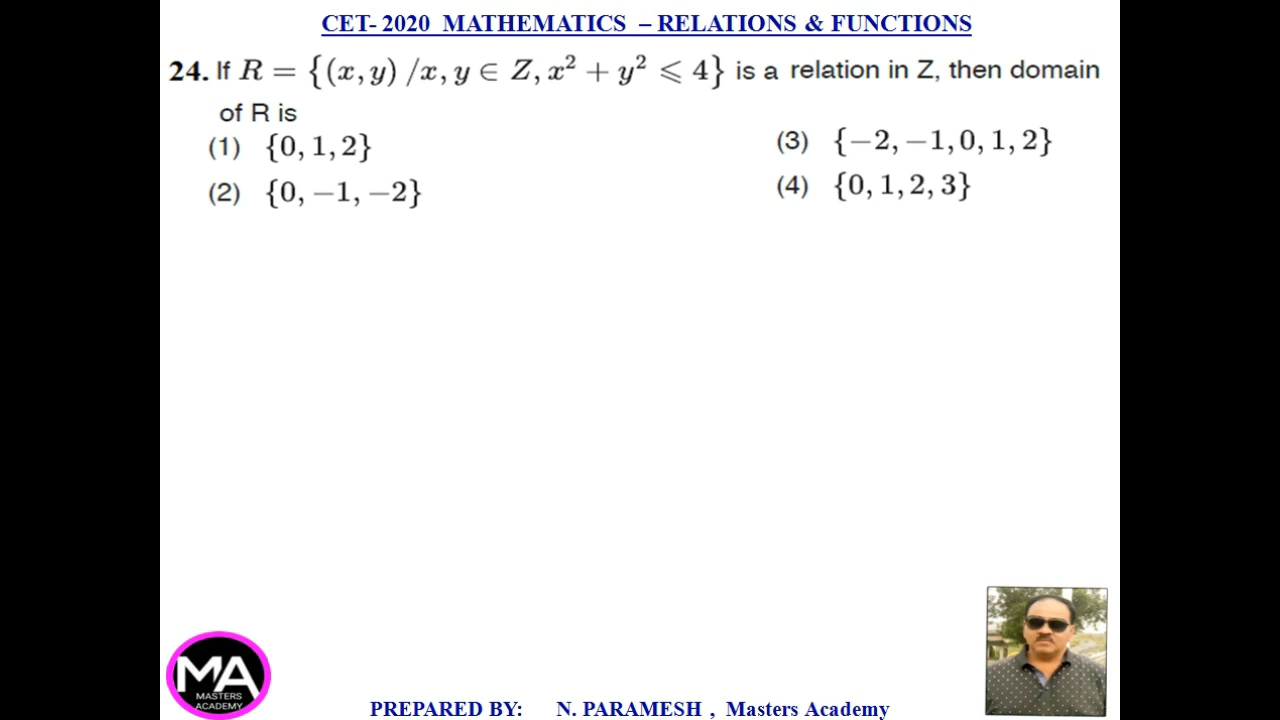 CET- 2020 MATHEMATICS – RELATIONS & FUNCTIONS
24. If R = {(x, y) /x, y ∈ Z, x² + y² ⩽ 4} is a relation in Z, then domain
of R is
(1) {0, 1, 2}
(2) {0, −1, −2}
(3) {−2, −1, 0, 1, 2}
(4) {0, 1, 2, 3}
MA
MASTERS
ACADEMY
PREPARED BY: N. PARAMESH , Masters Academy